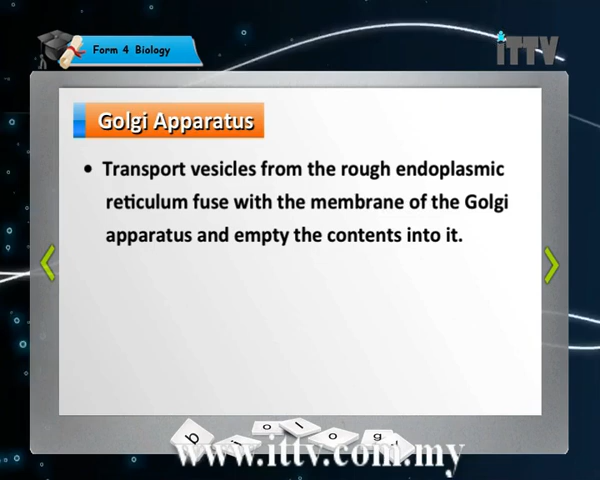 Form 4 Biology
iTTV
Golgi Apparatus
• Transport vesicles from the rough endoplasmic
reticulum fuse with the membrane of the Golgi
apparatus and empty the contents into it.
b i o l o g y
www.ittv.com.my